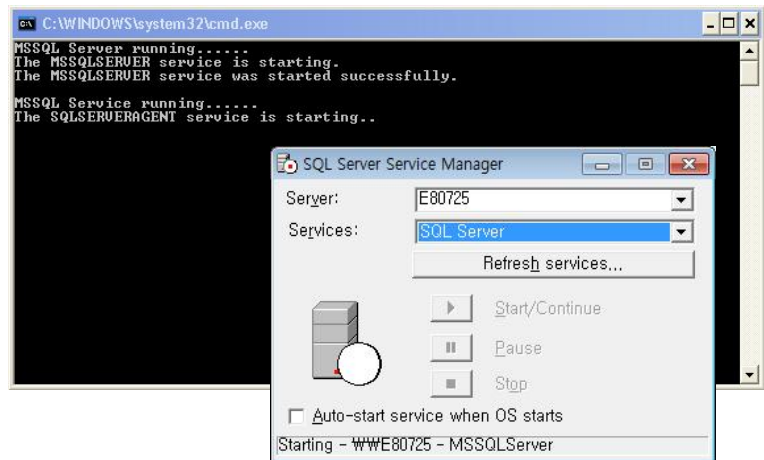 C:\WINDOWS\system32\cmd.exe
MSSQL Server running......
The MSSQLSERVER service is starting.
The MSSQLSERVER service was started successfully.
MSSQL Service running......
The SQLSERVERAGENT service is starting..
SQL Server Service Manager
Server: E80725
Services: SQL Server
Refresh services...
Start/Continue
Pause
Stop
Auto-start service when OS starts
Starting - ₩₩E80725 - MSSQLServer